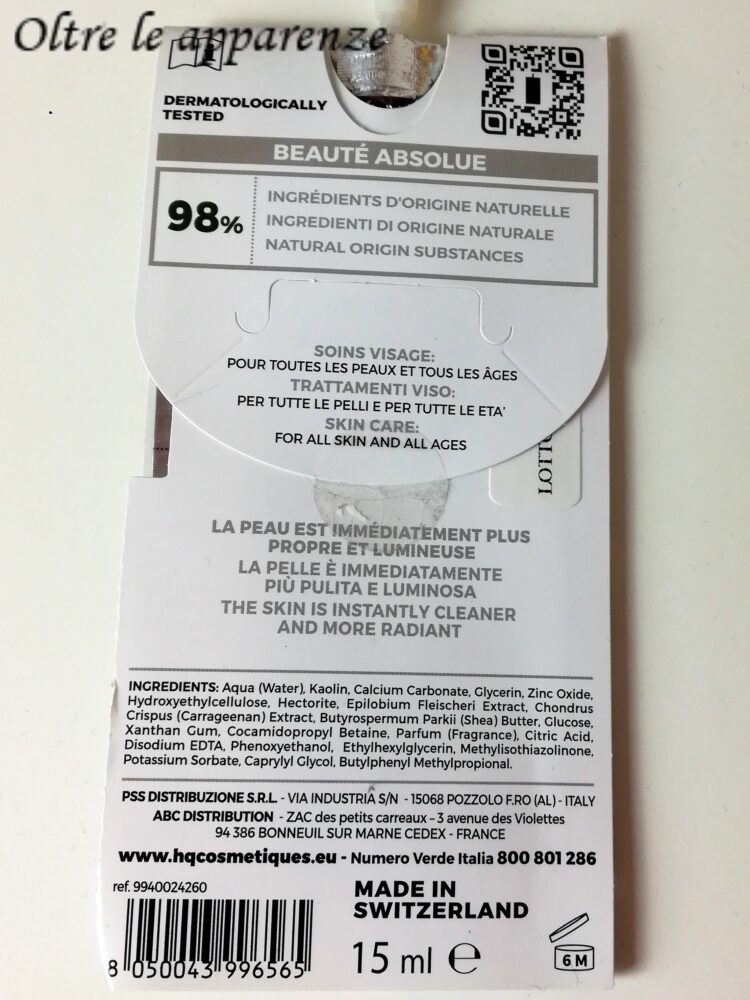 Oltre le apparenze
DERMATOLOGICALLY
TESTED
BEAUTÉ ABSOLUE
98%
INGRÉDIENTS D'ORIGINE NATURELLE
INGREDIENTI DI ORIGINE NATURALE
NATURAL ORIGIN SUBSTANCES
SOINS VISAGE:
POUR TOUTES LES PEAUX ET TOUS LES ÂGES
TRATTAMENTI VISO:
PER TUTTE LE PELLI E PER TUTTE LE ETA'
SKIN CARE:
FOR ALL SKIN AND ALL AGES
LA PEAU EST IMMÉDIATEMENT PLUS
PROPRE ET LUMINEUSE
LA PELLE È IMMEDIATAMENTE
PIÙ PULITA E LUMINOSA
THE SKIN IS INSTANTLY CLEANER
AND MORE RADIANT
INGREDIENTS: Aqua (Water), Kaolin, Calcium Carbonate, Glycerin, Zinc Oxide,
Hydroxyethylcellulose, Hectorite, Epilobium Fleischeri Extract, Chondrus
Crispus (Carrageenan) Extract, Butyrospermum Parkii (Shea) Butter, Glucose,
Xanthan Gum, Cocamidopropyl Betaine, Parfum (Fragrance), Citric Acid,
Disodium EDTA, Phenoxyethanol, Ethylhexylglycerin, Methylisothiazolinone,
Potassium Sorbate, Caprylyl Glycol, Butylphenyl Methylpropional.
PSS DISTRIBUZIONE S.R.L. - VIA INDUSTRIA S/N - 15068 POZZOLO F.RO (AL) - ITALY
ABC DISTRIBUTION - ZAC des petits carreaux - 3 avenue des Violettes
94 386 BONNEUIL SUR MARNE CEDEX - FRANCE
www.hqcosmetiques.eu - Numero Verde Italia 800 801 286
ref. 9940024260
MADE IN
SWITZERLAND
8 050043 996565
15 ml ℮
6 M